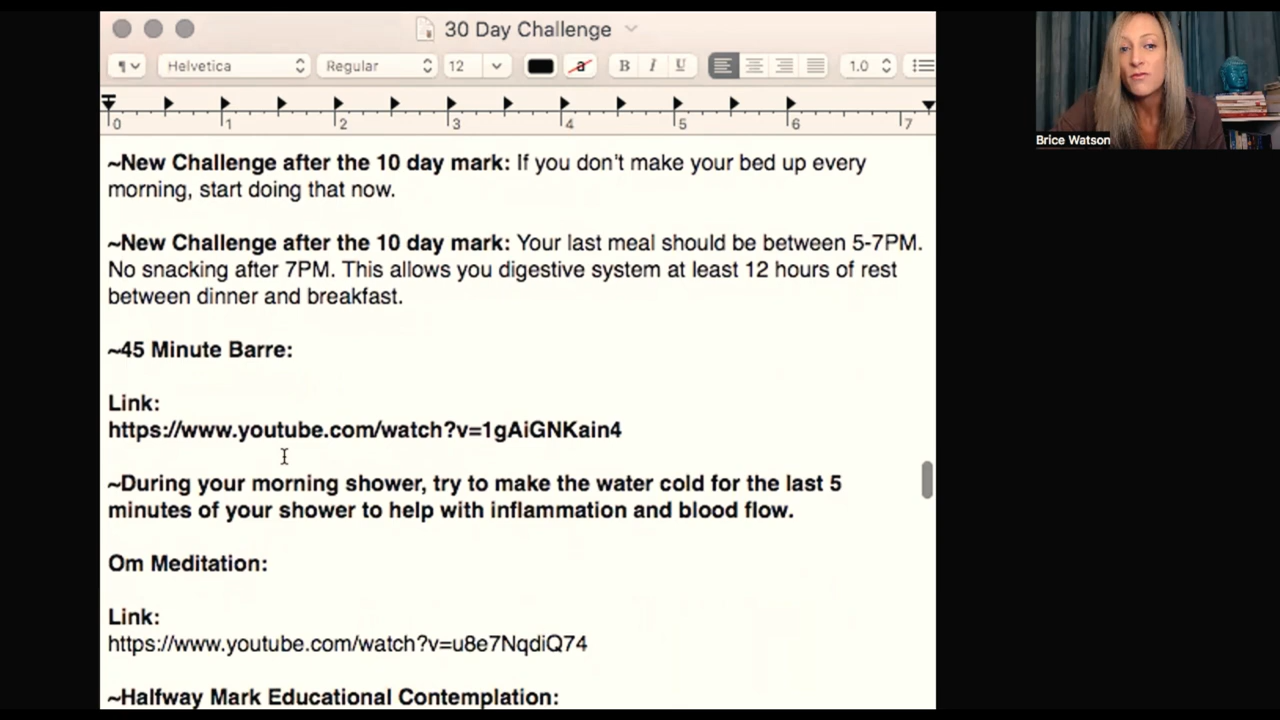 30 Day Challenge
Helvetica Regular 12 a B I U 1.0
0 1 2 3 4 5 6 7
~New Challenge after the 10 day mark: If you don't make your bed up every
morning, start doing that now.
~New Challenge after the 10 day mark: Your last meal should be between 5-7PM.
No snacking after 7PM. This allows you digestive system at least 12 hours of rest
between dinner and breakfast.
~45 Minute Barre:
Link:
https://www.youtube.com/watch?v=1gAiGNKain4
~During your morning shower, try to make the water cold for the last 5
minutes of your shower to help with inflammation and blood flow.
Om Meditation:
Link:
https://www.youtube.com/watch?v=u8e7NqdiQ74
~Halfway Mark Educational Contemplation:
Brice Watson